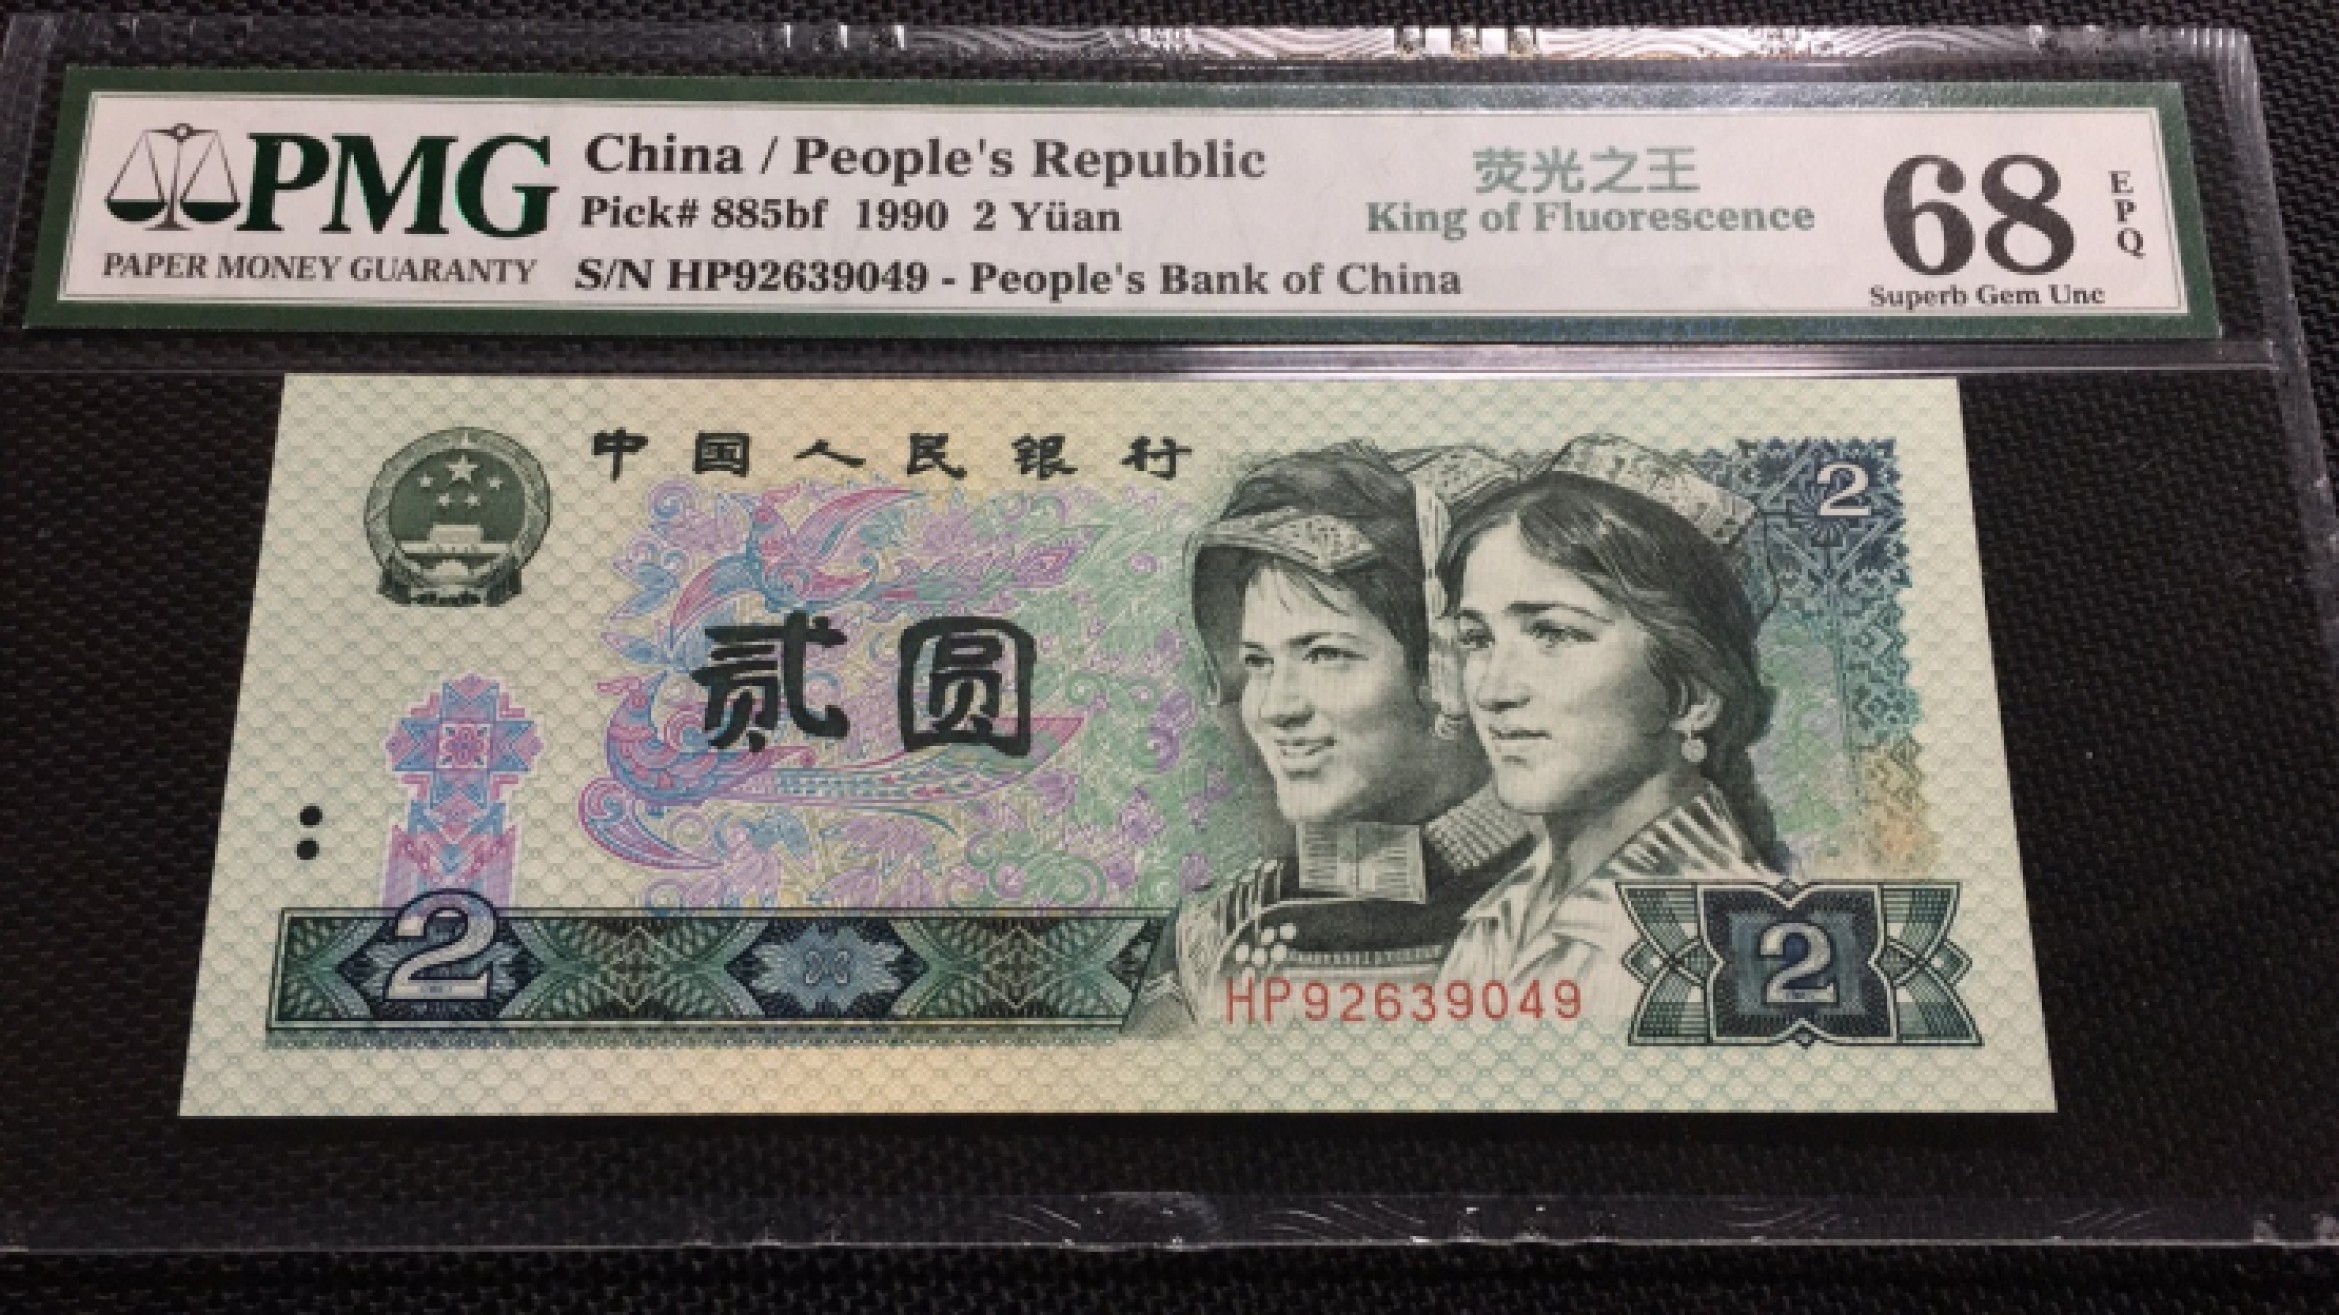 PMG
PAPER MONEY GUARANTY
China / People's Republic
Pick# 885bf 1990 2 Yüan
S/N HP92639049 - People's Bank of China
荧光之王
King of Fluorescence
68
EPQ
Superb Gem Unc
中国人民银行
2
贰圆
2
HP92639049
2